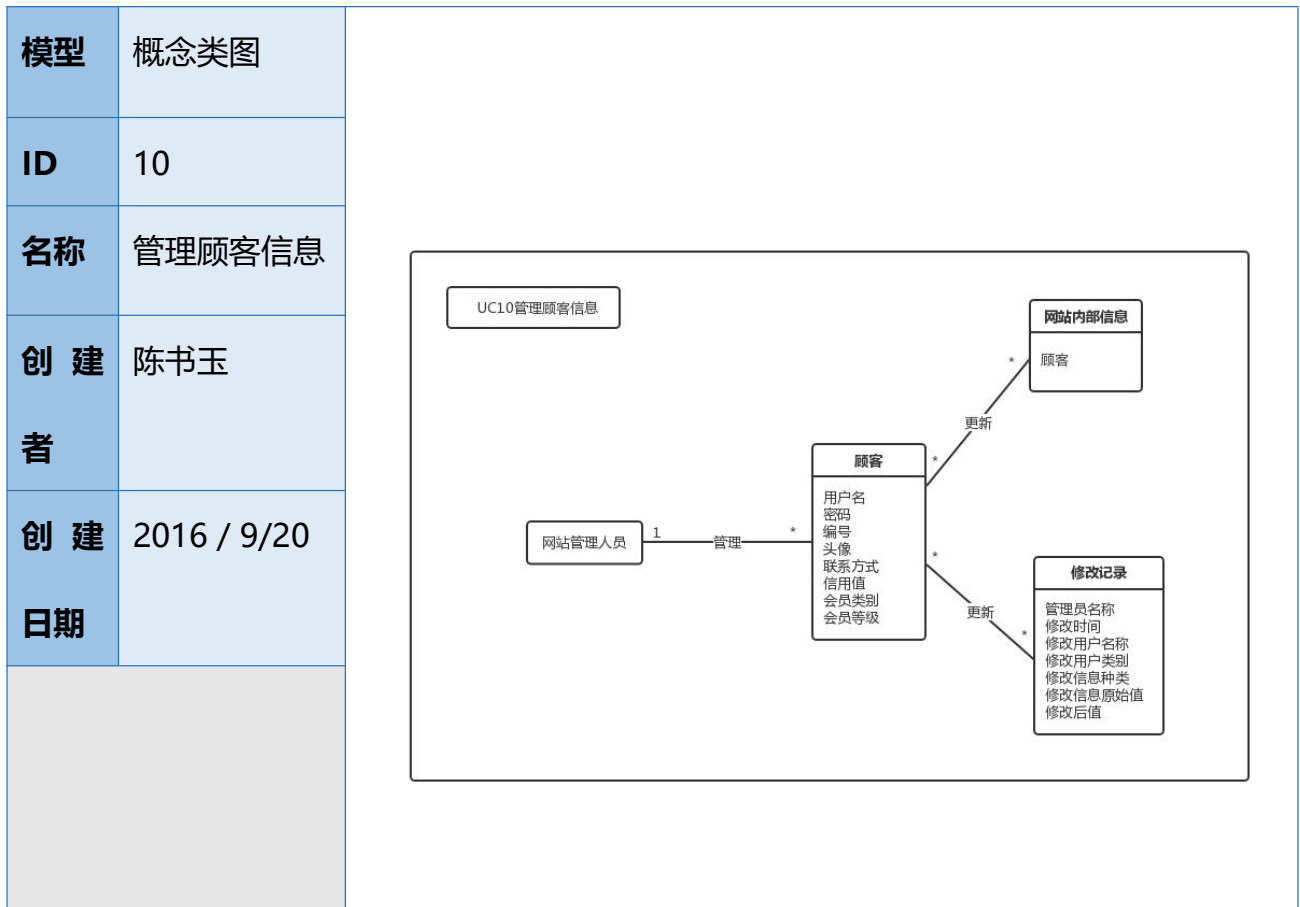 模型
概念类图
ID
10
名称
管理顾客信息
创 建
者
陈书玉
创 建
日期
2016 / 9/20
UC10管理顾客信息
网站内部信息
顾客
*
更新
*
顾客
用户名
密码
编号
头像
联系方式
信用值
会员类别
会员等级
网站管理人员
1
管理
*
*
更新
*
修改记录
管理员名称
修改时间
修改用户名称
修改用户类别
修改信息种类
修改信息原始值
修改后值